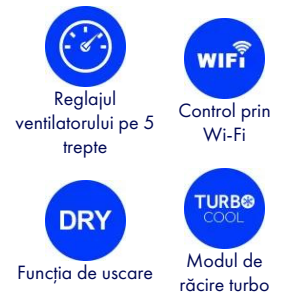 Reglajul
ventilatorului pe 5
trepte
WIFI
Control prin
Wi-Fi
DRY
Funcția de uscare
TURBO
COOL
Modul de
răcire turbo